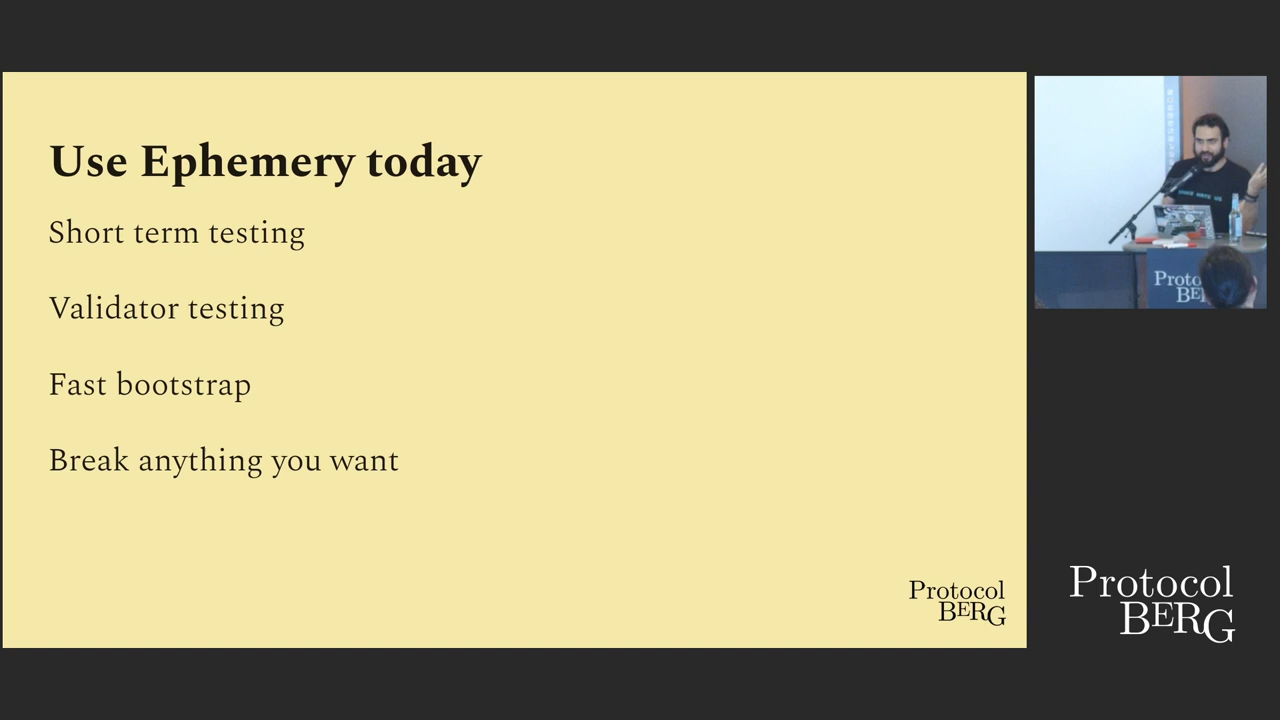 Use Ephemery today
Short term testing
Validator testing
Fast bootstrap
Break anything you want
Protocol
BERG
Protocol
BERG